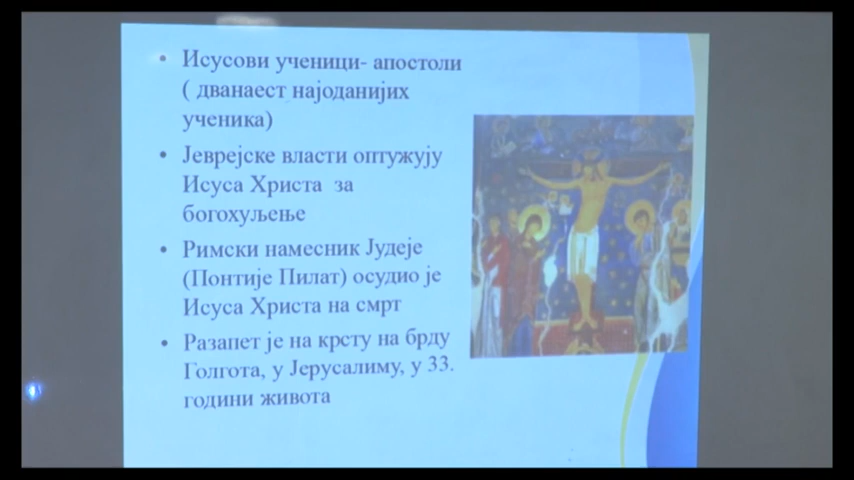 • Исусови ученици- апостоли
( дванаест најоданијих
ученика)
• Јеврејске власти оптужују
Исуса Христа за
богохуљење
• Римски намесник Јудеје
(Понтије Пилат) осудио је
Исуса Христа на смрт
• Разапет је на крсту на брду
Голгота, у Јерусалиму, у 33.
години живота